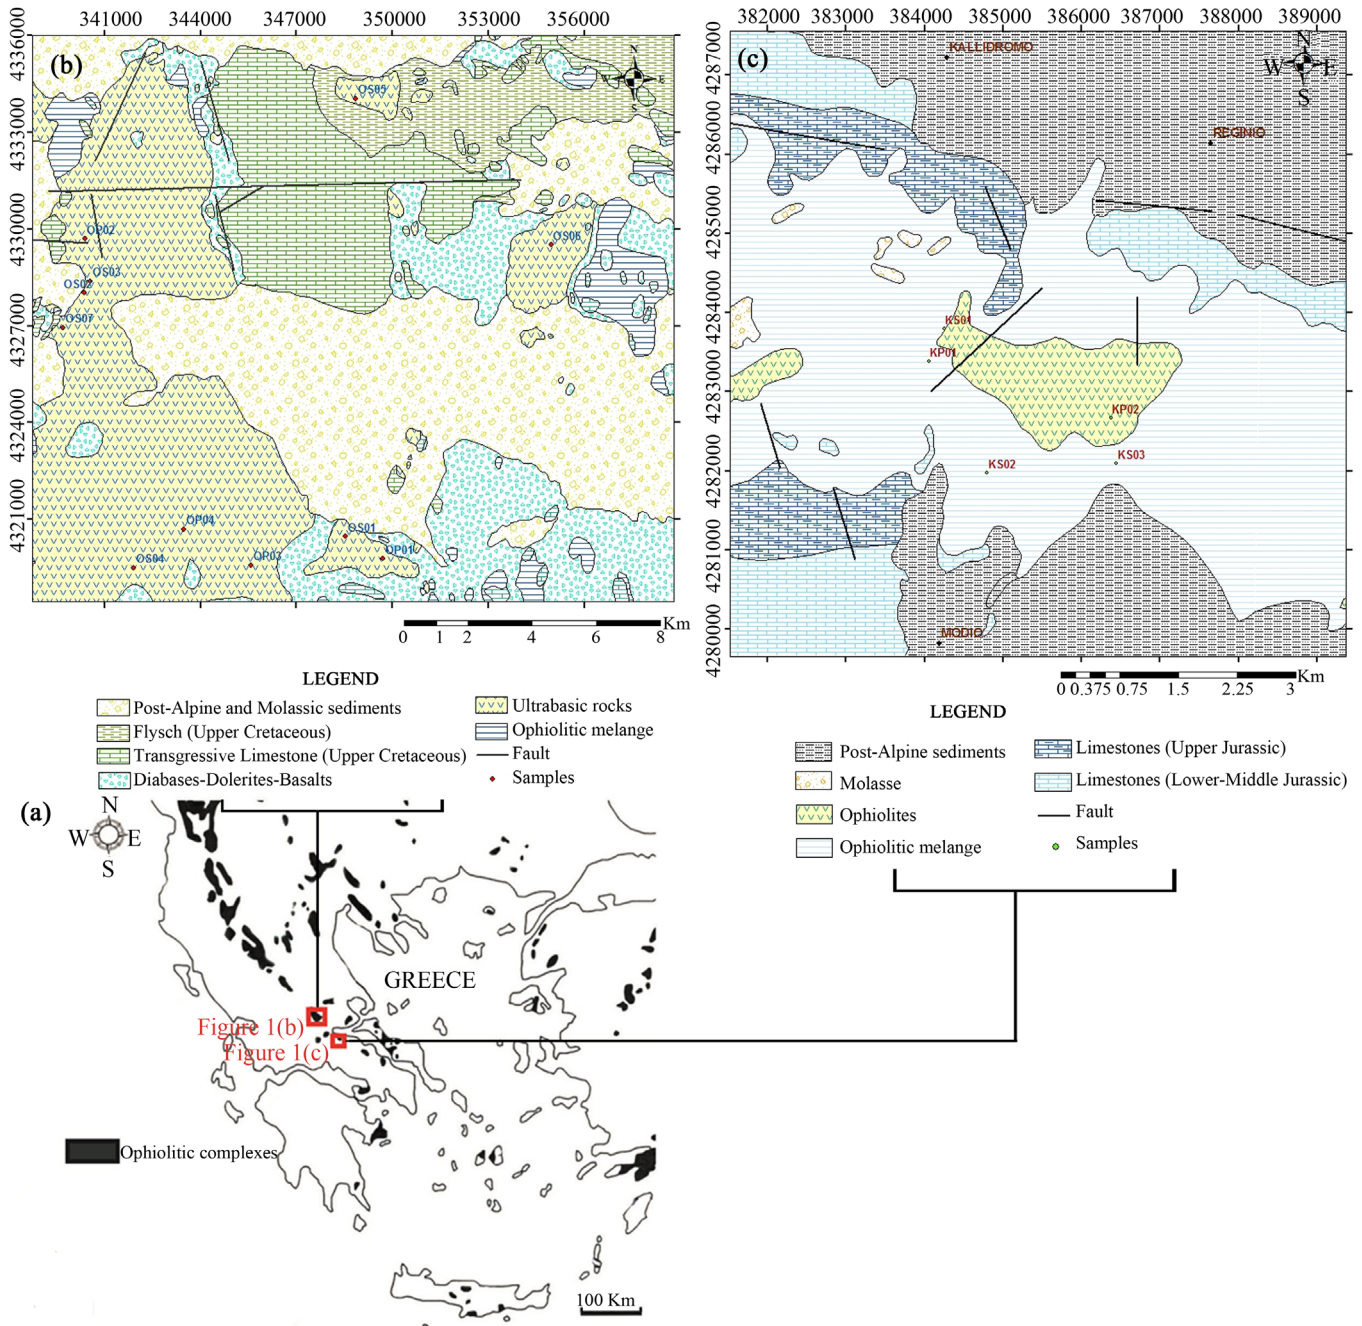 341000 344000 347000 350000 353000 356000
4336000
4333000
4330000
4327000
4324000
4321000
(b)
N
W E
OS05
OP02
OS06
OS03
OS02
OS07
OP04
OS01
OP01
OS04
OP03
0 1 2 4 6 8 Km
LEGEND
Post-Alpine and Molassic sediments
Flysch (Upper Cretaceous)
Transgressive Limestone (Upper Cretaceous)
Diabases-Dolerites-Basalts
Ultrabasic rocks
Ophiolitic melange
Fault
Samples
382000 383000 384000 385000 386000 387000 388000 389000
4287000
4286000
4285000
4284000
4283000
4282000
4281000
4280000
(c)
KALLIDROMO
N
W E
S
REGINIO
KS01
KP01
KP02
KS03
KS02
MODIO
0 0.375 0.75 1.5 2.25 3 Km
LEGEND
Post-Alpine sediments
Molasse
Ophiolites
Ophiolitic melange
Limestones (Upper Jurassic)
Limestones (Lower-Middle Jurassic)
Fault
Samples
(a)
N
W E
S
GREECE
Figure 1(b)
Figure 1(c)
Ophiolitic complexes
100 Km